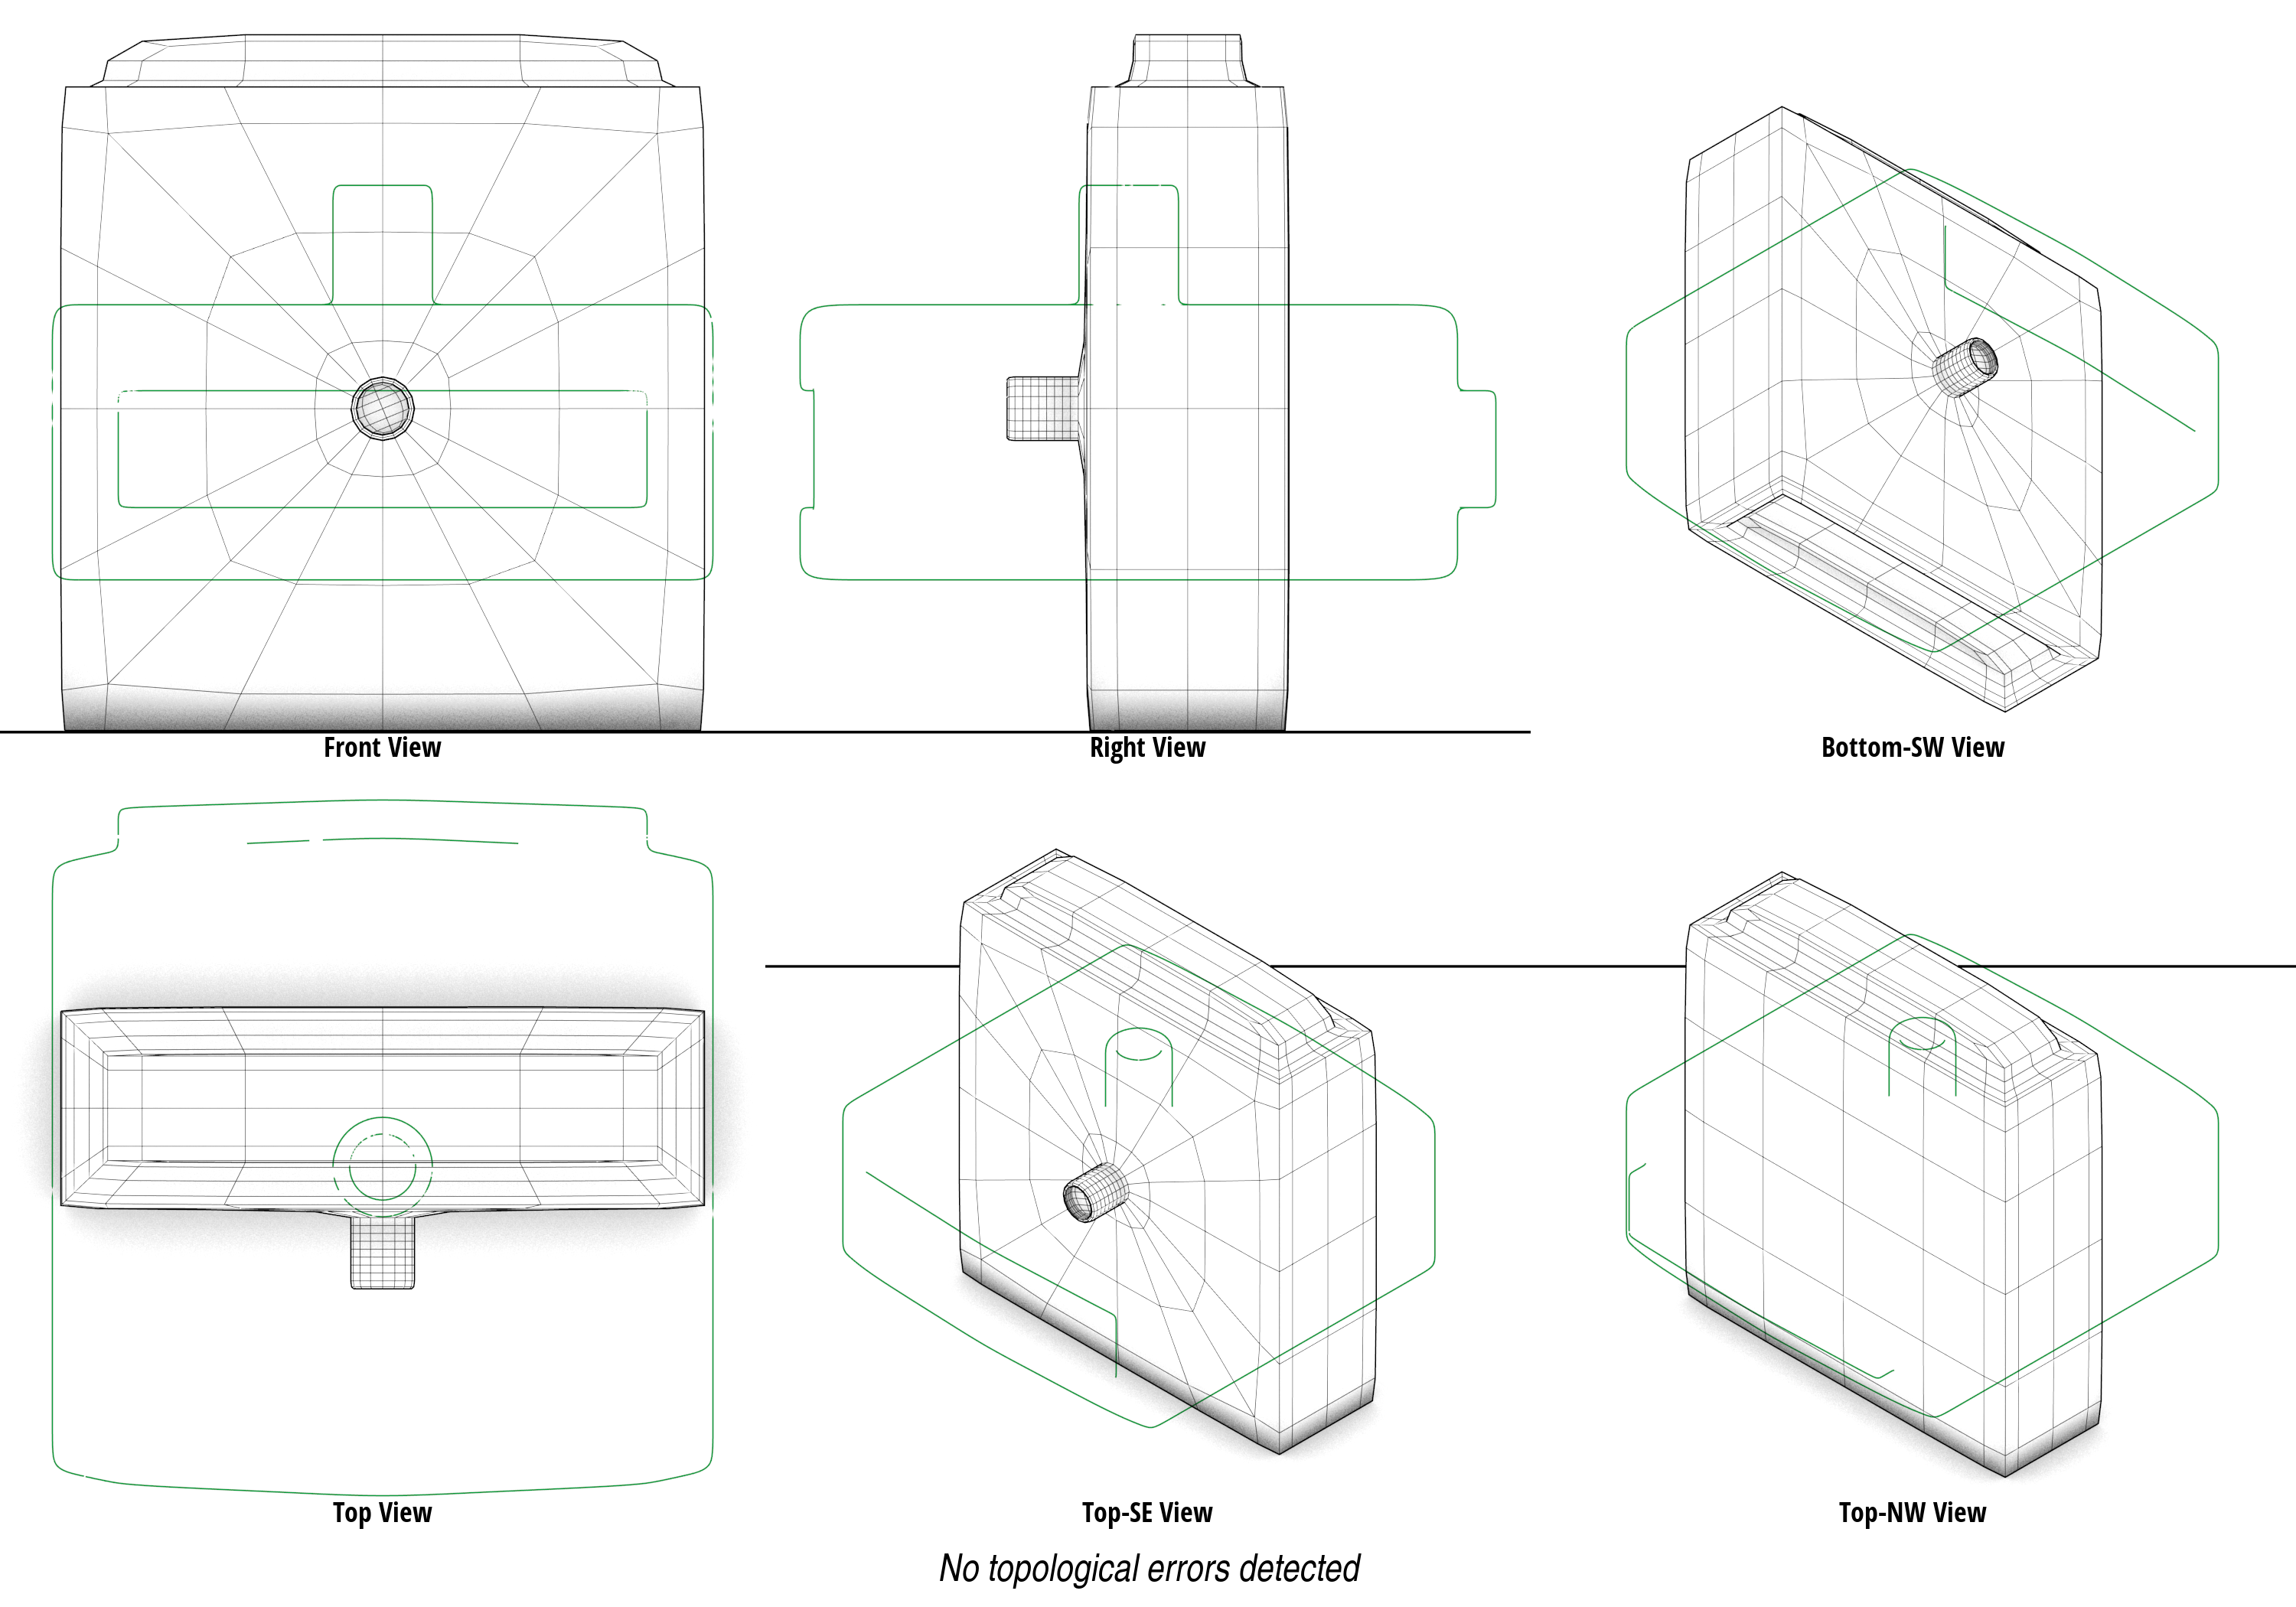 Front View
Right View
Bottom-SW View
Top View
Top-SE View
Top-NW View
No topological errors detected